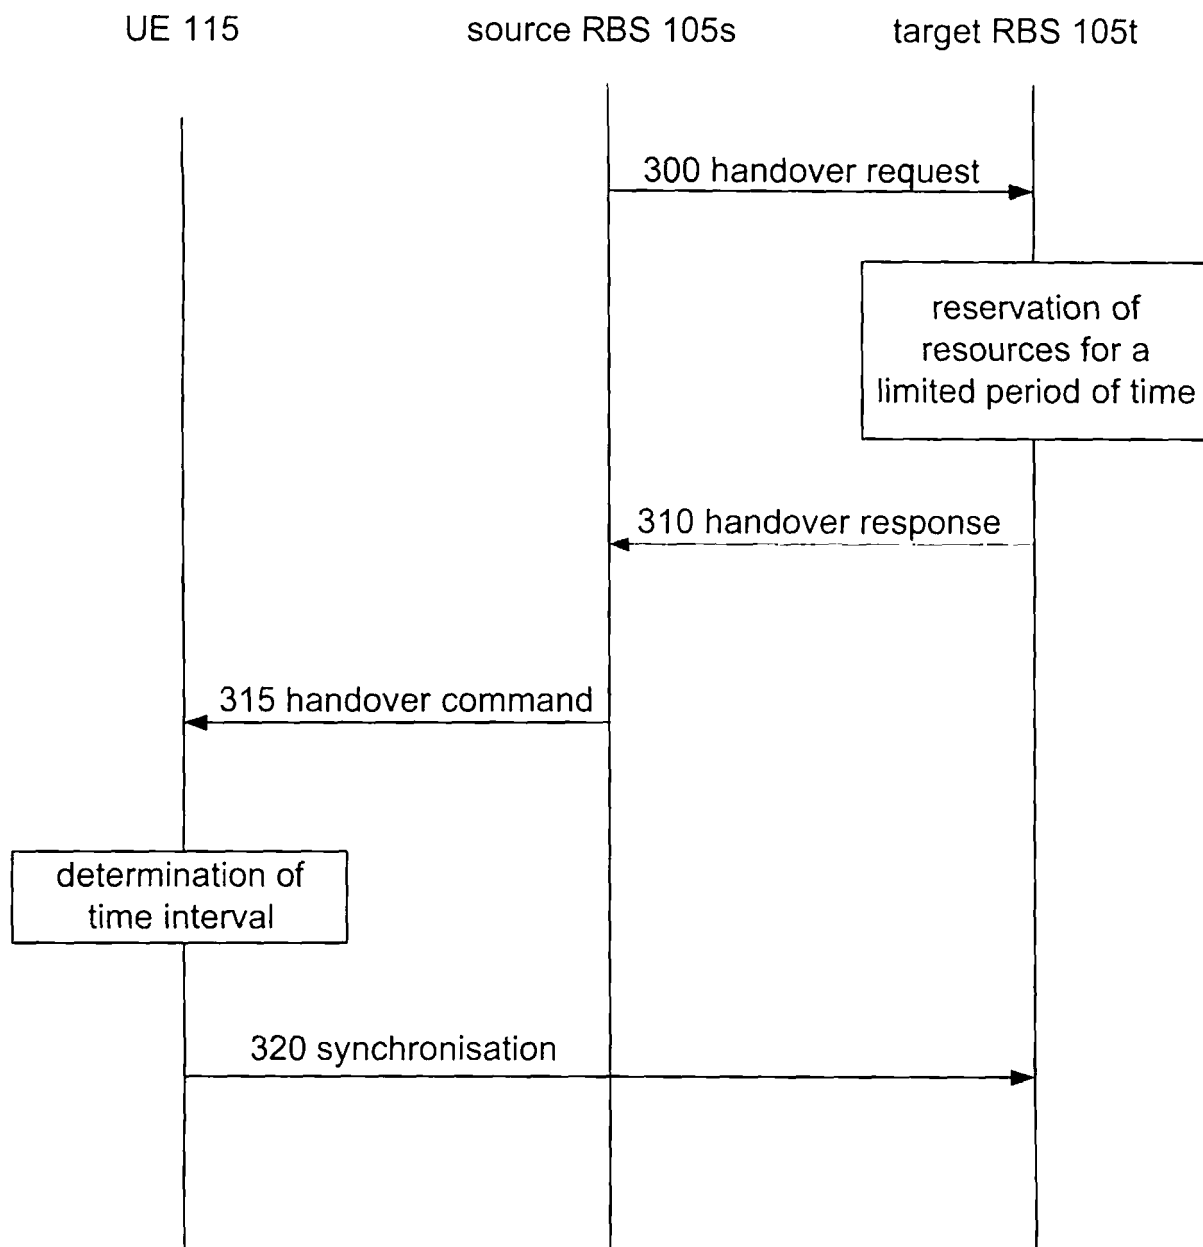 UE 115
source RBS 105s
target RBS 105t
300 handover request
reservation of
resources for a
limited period of time
310 handover response
315 handover command
determination of
time interval
320 synchronisation